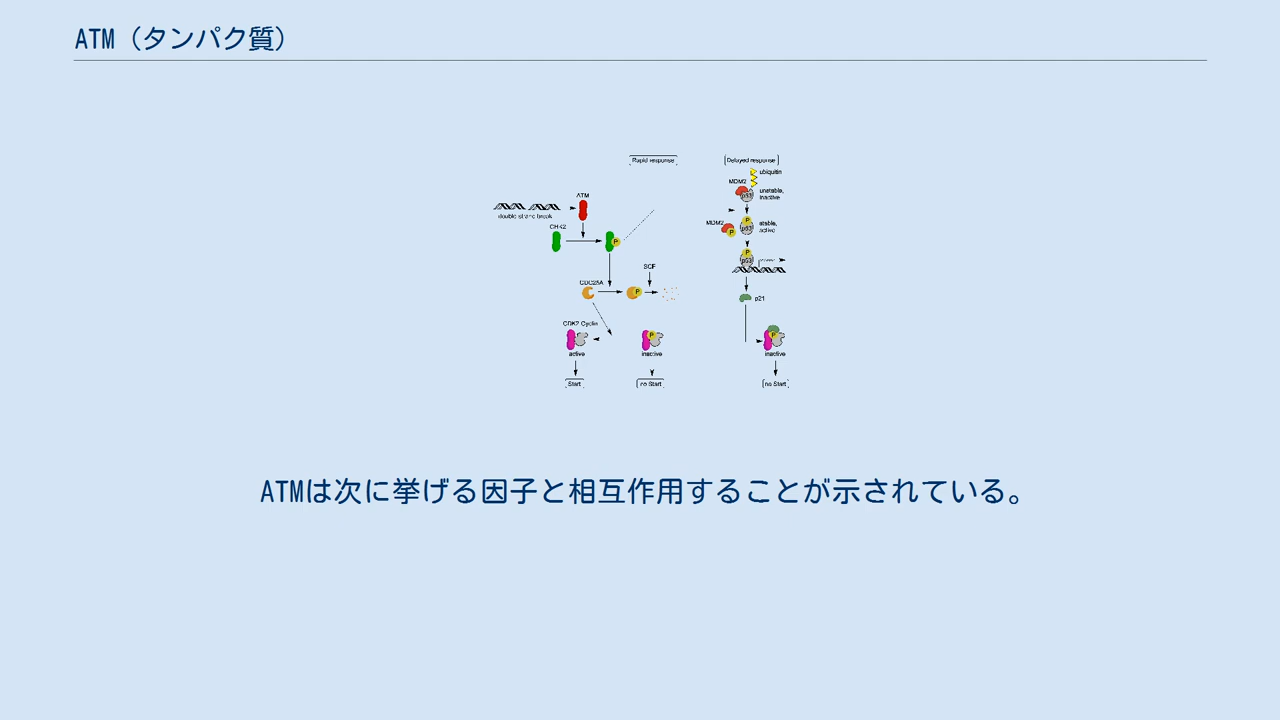 ATM（タンパク質）
Rapid response
Delayed response
ubiquitin
MDM2
p53
unstable,
inactive
ATM
double strand break
CHK2
P
MDM2
P
P
p53
stable,
active
P
p53
SCF
CDC25A
P
p21
CDK2 Cyclin
P
P
active
inactive
inactive
Start
no Start
no Start
ATMは次に挙げる因子と相互作用することが示されている。